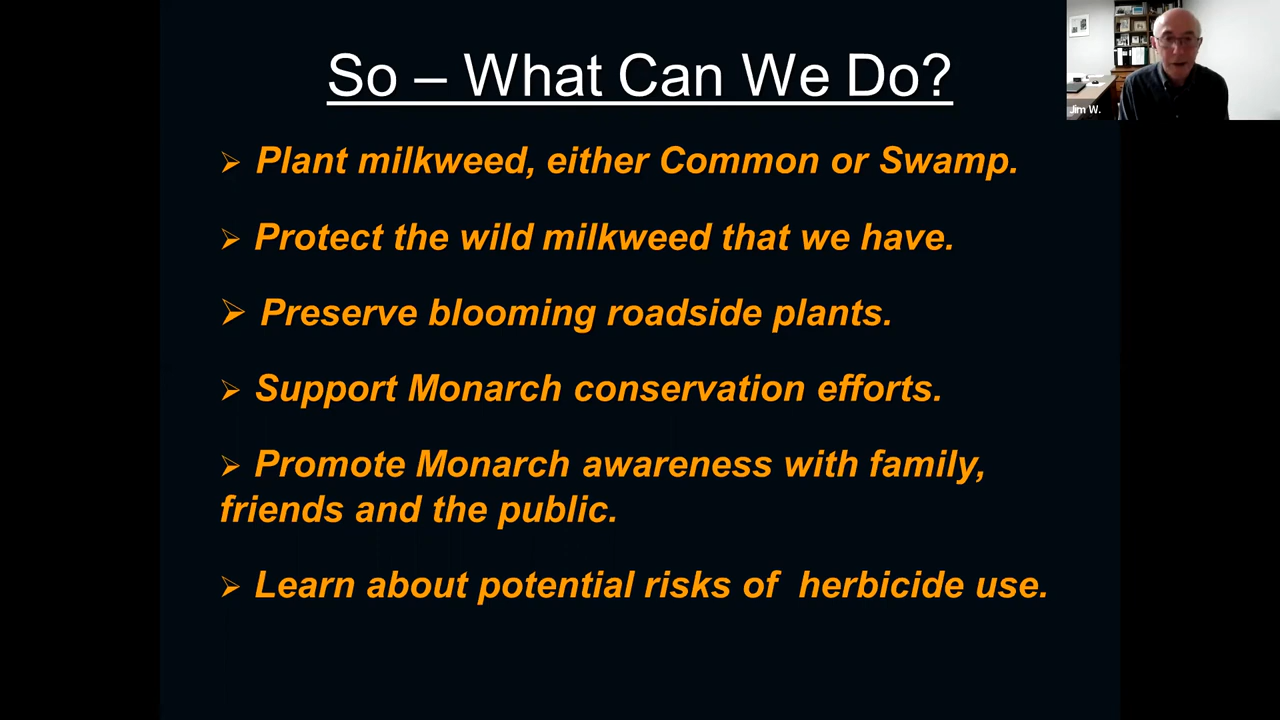 So – What Can We Do?
Jim W.
➢ Plant milkweed, either Common or Swamp.
➢ Protect the wild milkweed that we have.
➢ Preserve blooming roadside plants.
➢ Support Monarch conservation efforts.
➢ Promote Monarch awareness with family,
friends and the public.
➢ Learn about potential risks of  herbicide use.